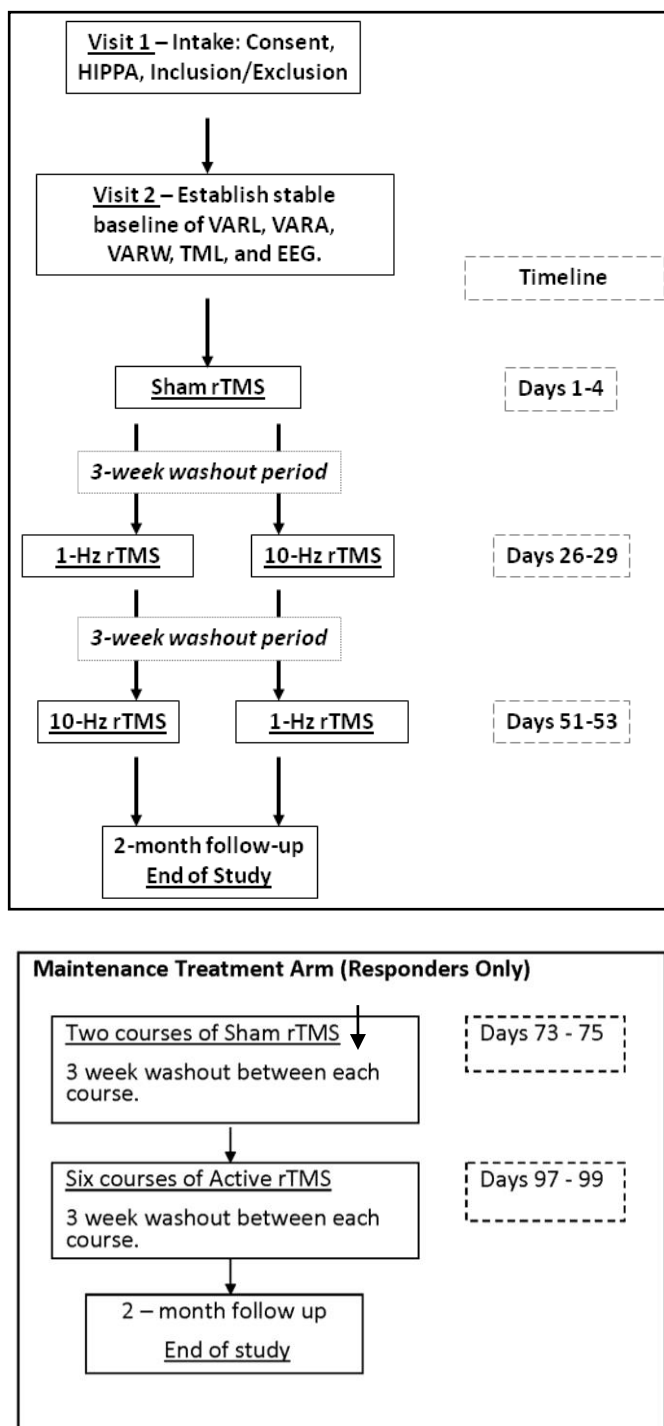 Visit 1 – Intake: Consent,
HIPPA, Inclusion/Exclusion
Visit 2 – Establish stable
baseline of VARL, VARA,
VARW, TML, and EEG.
Timeline
Sham rTMS
Days 1-4
3-week washout period
1-Hz rTMS
10-Hz rTMS
Days 26-29
3-week washout period
10-Hz rTMS
1-Hz rTMS
Days 51-53
2-month follow-up
End of Study
Maintenance Treatment Arm (Responders Only)
Two courses of Sham rTMS
3 week washout between each
course.
Days 73 - 75
Six courses of Active rTMS
3 week washout between each
course.
Days 97 - 99
2 – month follow up
End of study